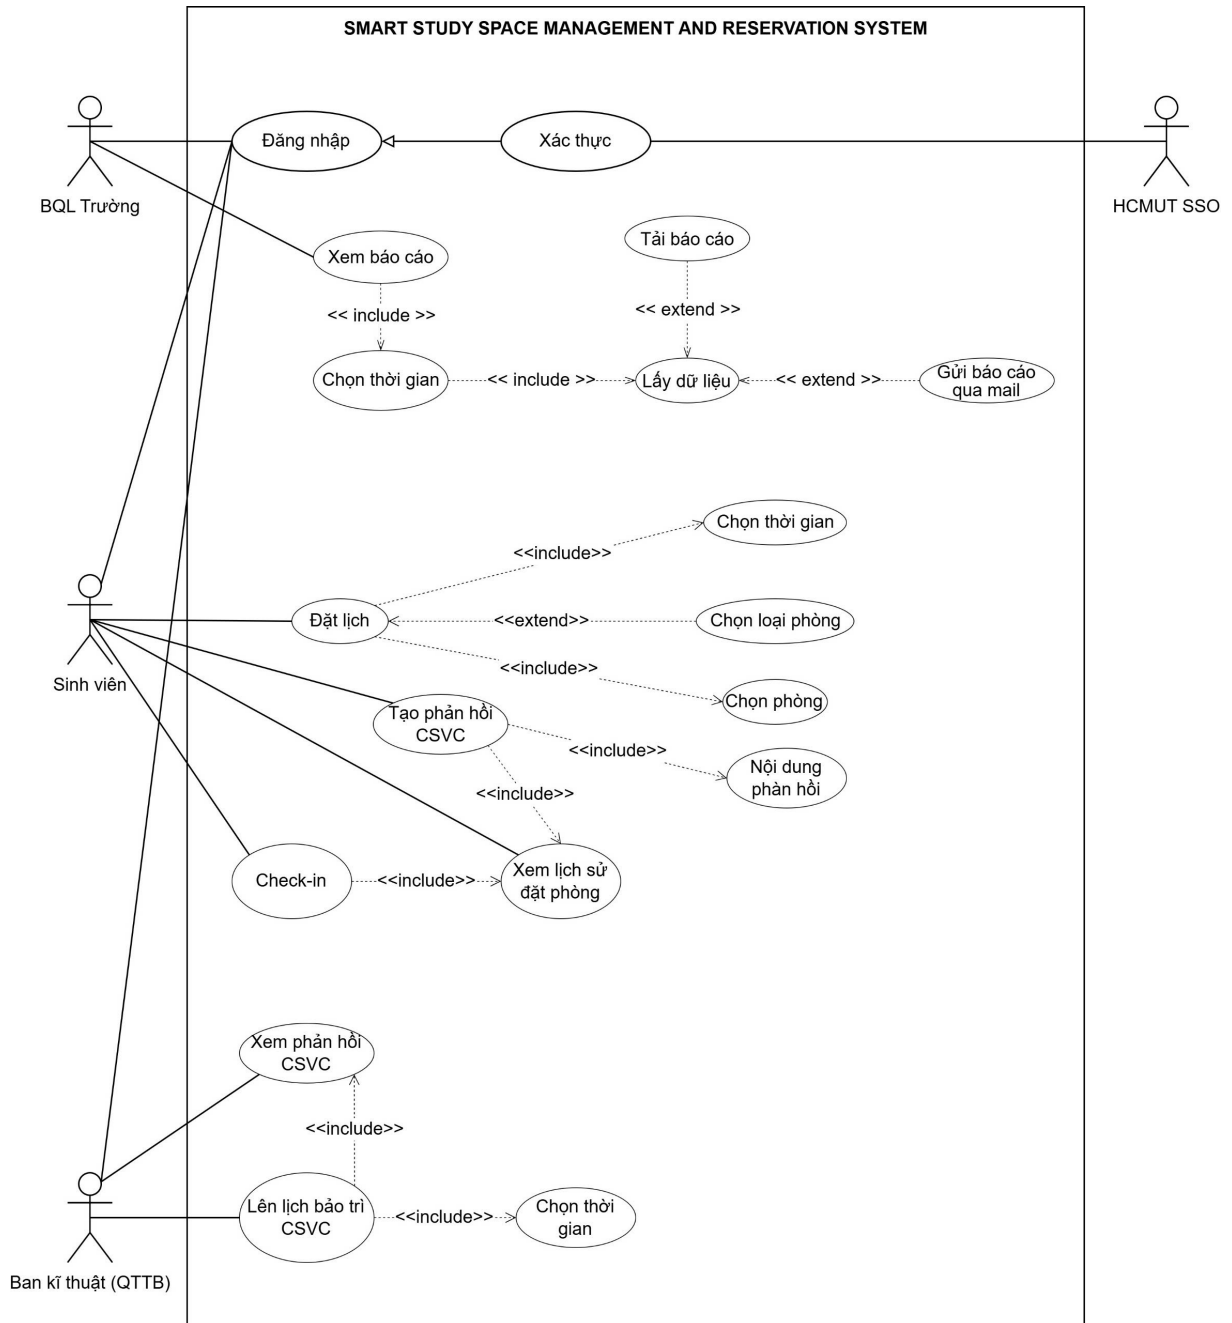 SMART STUDY SPACE MANAGEMENT AND RESERVATION SYSTEM
Đăng nhập
Xác thực
BQL Trường
HCMUT SSO
Xem báo cáo
Tải báo cáo
<< include >>
<< extend >>
Chọn thời gian
<< include >>
Lấy dữ liệu
<< extend >>
Gửi báo cáo
qua mail
Chọn thời gian
<<include>>
Đặt lịch
<<extend>>
Chọn loại phòng
<<include>>
Sinh viên
Chọn phòng
Tạo phản hồi
CSVC
<<include>>
Nội dung
phàn hồi
<<include>>
Check-in
<<include>>
Xem lịch sử
đặt phòng
Xem phản hồi
CSVC
<<include>>
Lên lịch bảo trì
CSVC
<<include>>
Chọn thời
gian
Ban kĩ thuật (QTTB)